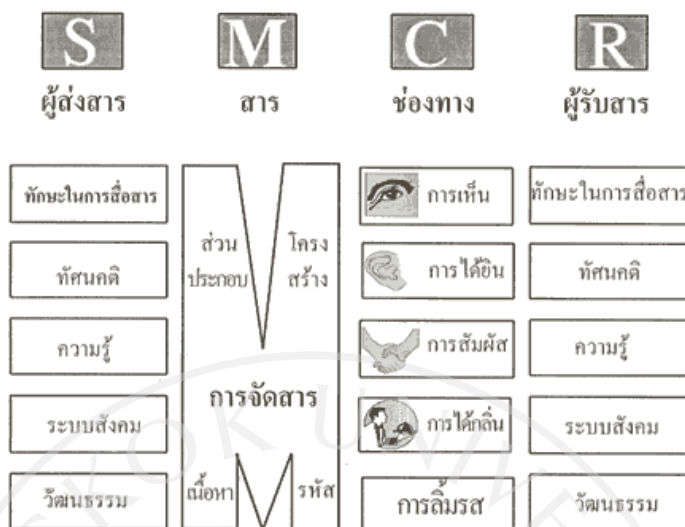 S M C R
ผู้ส่งสาร สาร ช่องทาง ผู้รับสาร
ทักษะในการสื่อสาร
ทัศนคติ
ความรู้
ระบบสังคม
วัฒนธรรม
ส่วน
ประกอบ
โครง
สร้าง
การจัดสาร
เนื้อหา
รหัส
การเห็น
การได้ยิน
การสัมผัส
การได้กลิ่น
การลิ้มรส
ทักษะในการสื่อสาร
ทัศนคติ
ความรู้
ระบบสังคม
วัฒนธรรม